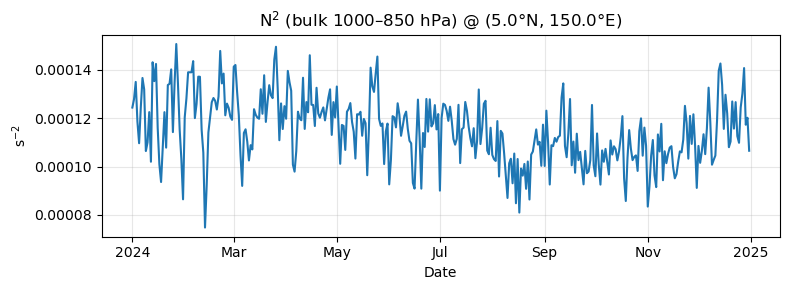 N² (bulk 1000–850 hPa) @ (5.0°N, 150.0°E)
s⁻²
0.00014
0.00012
0.00010
0.00008
2024 Mar May Jul Sep Nov 2025
Date